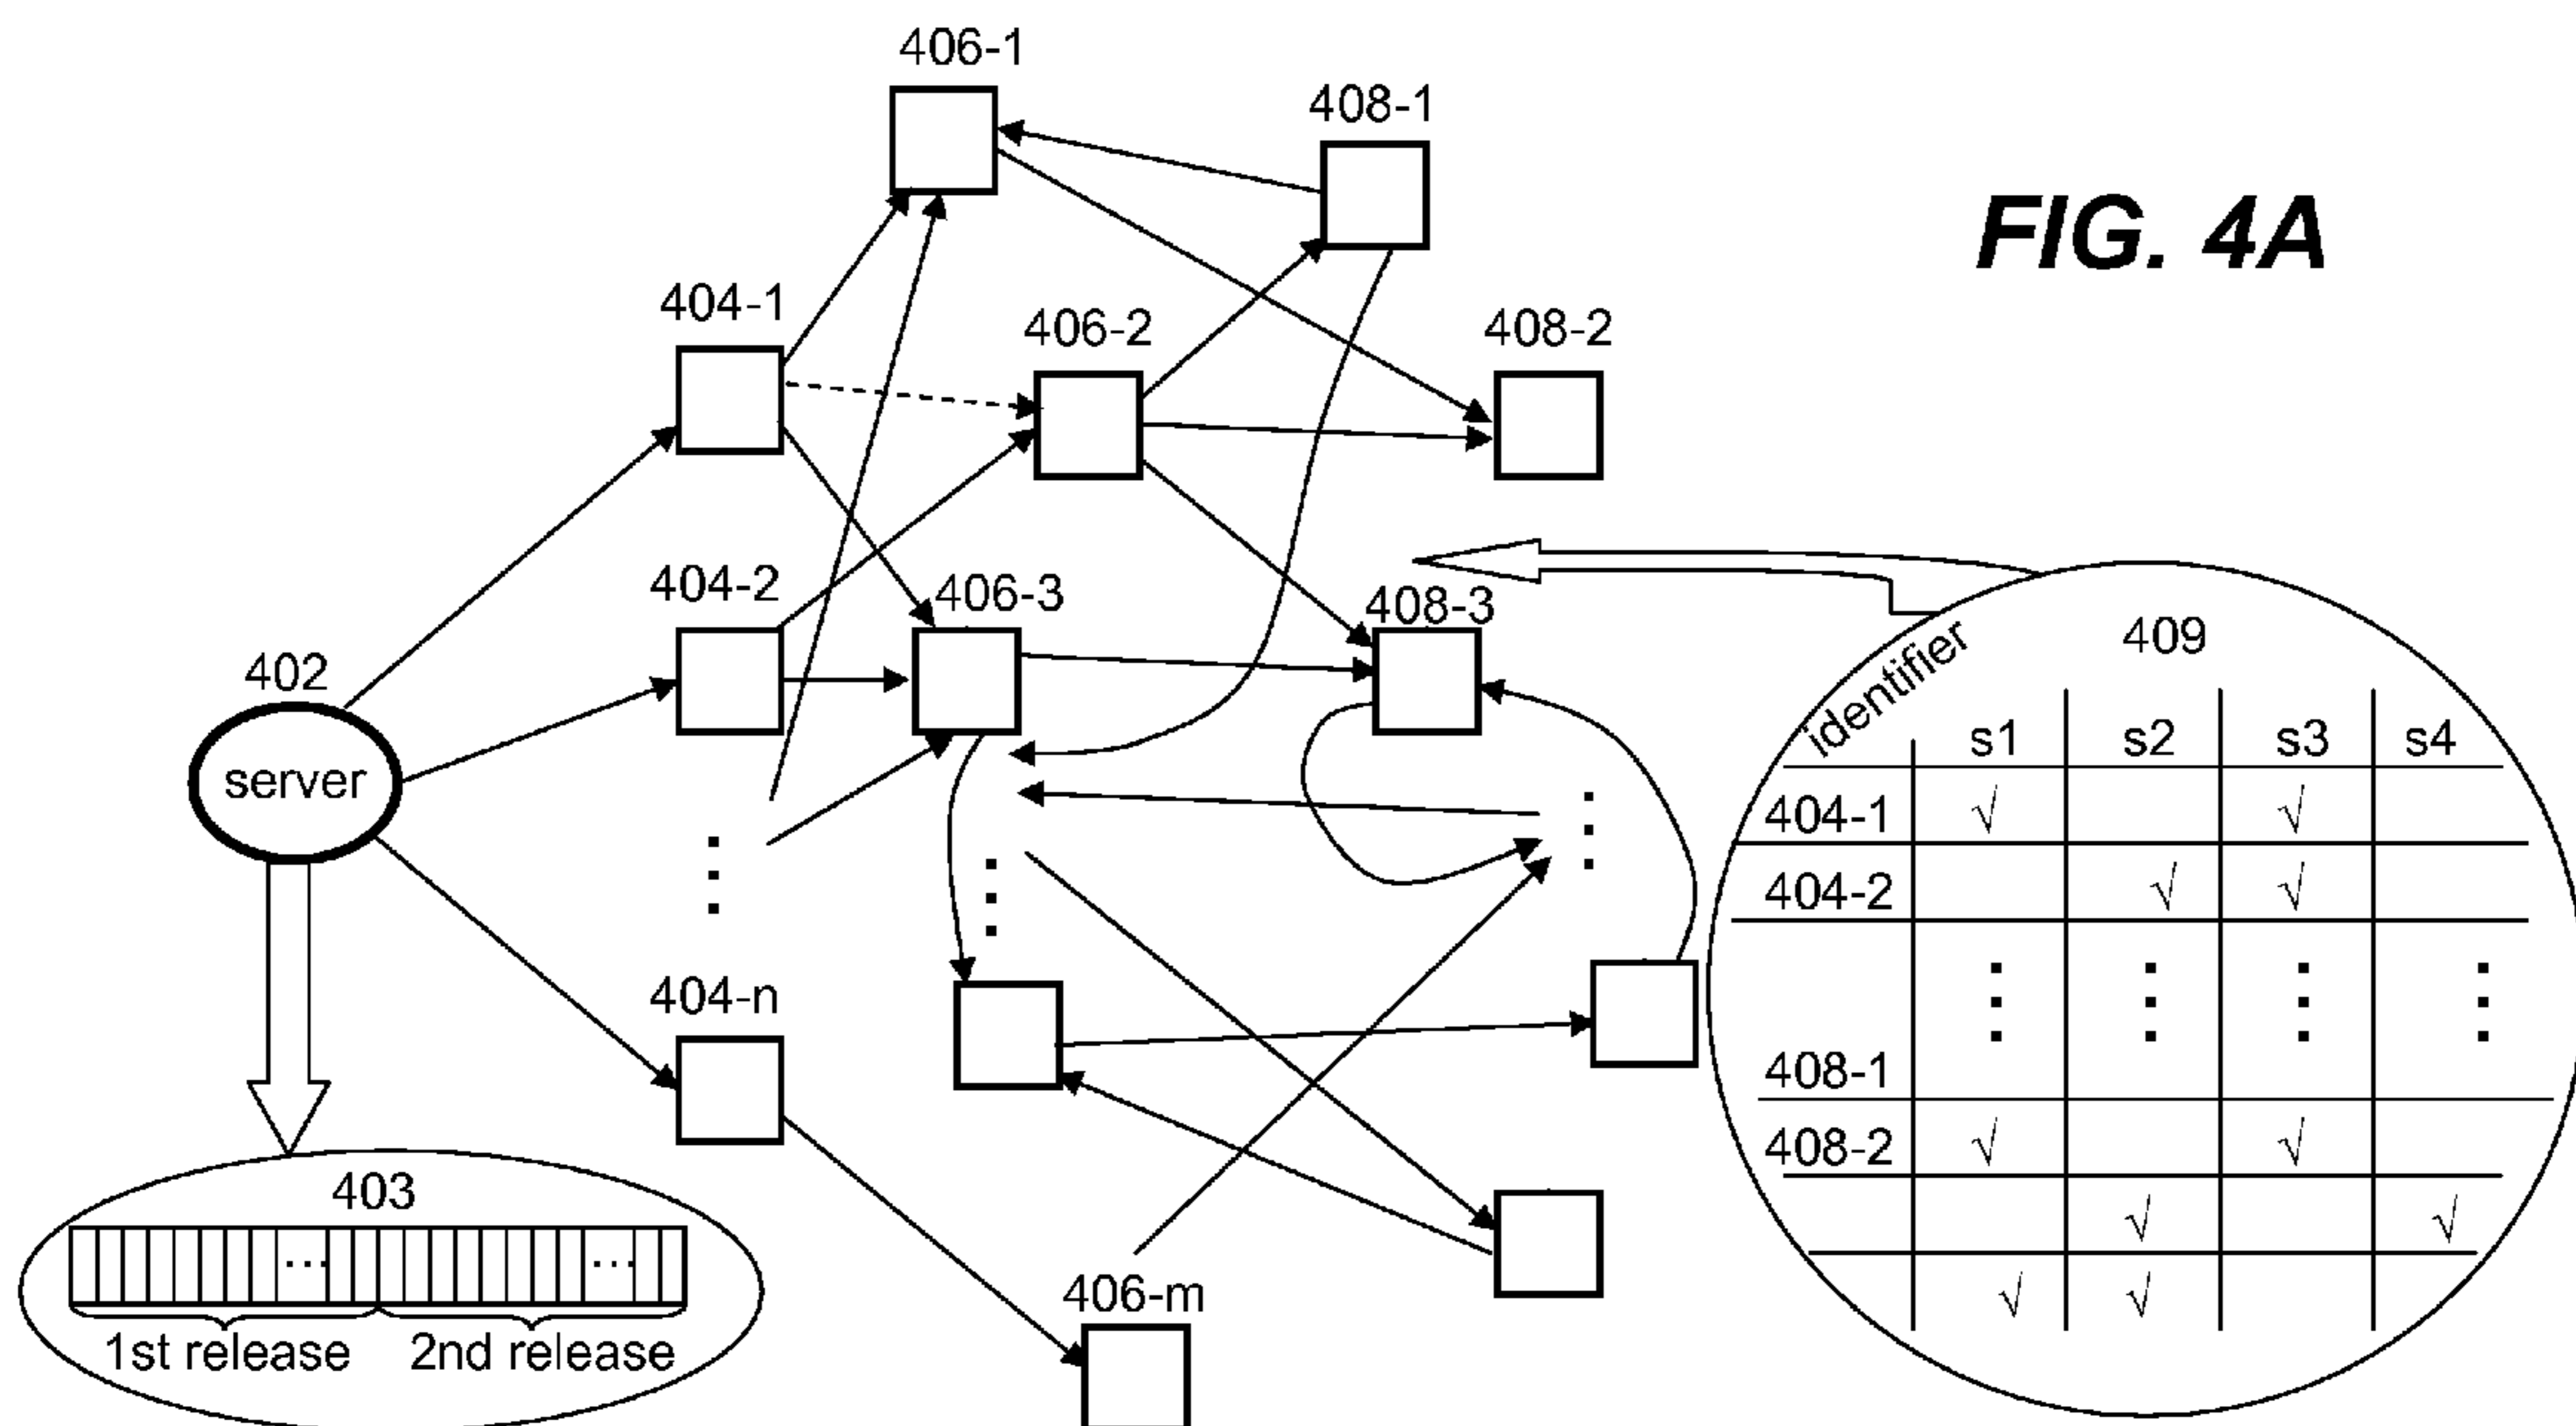 406-1
408-1
FIG. 4A
404-1
406-2
408-2
404-2
406-3
408-3
402
server
identifier
409
s1 s2 s3 s4
404-1 √ √
404-2 √ √
404-n
408-1
408-2 √ √
√ √
√ √
403
...
...
1st release 2nd release
406-m